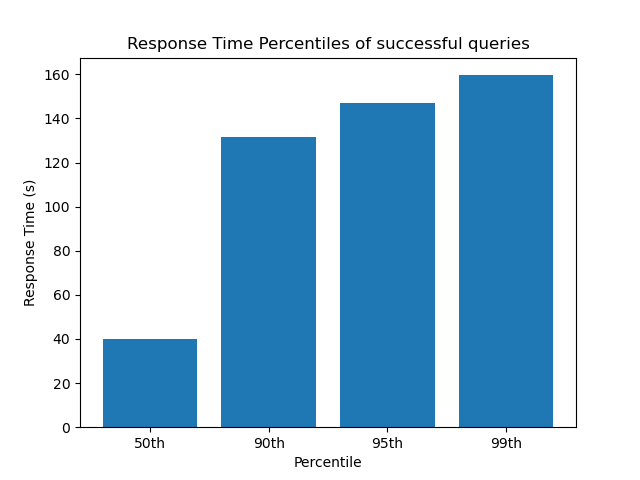 Response Time Percentiles of successful queries
160
140
120
100
80
60
40
20
0
Response Time (s)
50th 90th 95th 99th
Percentile